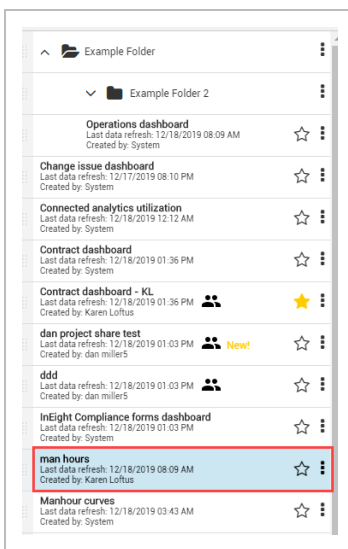 Example Folder
Example Folder 2
Operations dashboard
Last data refresh: 12/18/2019 08:09 AM
Created by: System
Change issue dashboard
Last data refresh: 12/17/2019 08:10 PM
Created by: System
Connected analytics utilization
Last data refresh: 12/18/2019 12:12 AM
Created by: System
Contract dashboard
Last data refresh: 12/18/2019 01:36 PM
Created by: System
Contract dashboard - KL
Last data refresh: 12/18/2019 01:36 PM
Created by: Karen Loftus
dan project share test
Last data refresh: 12/18/2019 01:03 PM New!
Created by: dan miller5
ddd
Last data refresh: 12/18/2019 01:03 PM
Created by: dan miller5
InEight Compliance forms dashboard
Last data refresh: 12/18/2019 01:03 PM
Created by: System
man hours
Last data refresh: 12/18/2019 08:09 AM
Created by: Karen Loftus
Manhour curves
Last data refresh: 12/18/2019 03:43 AM
Created by: System